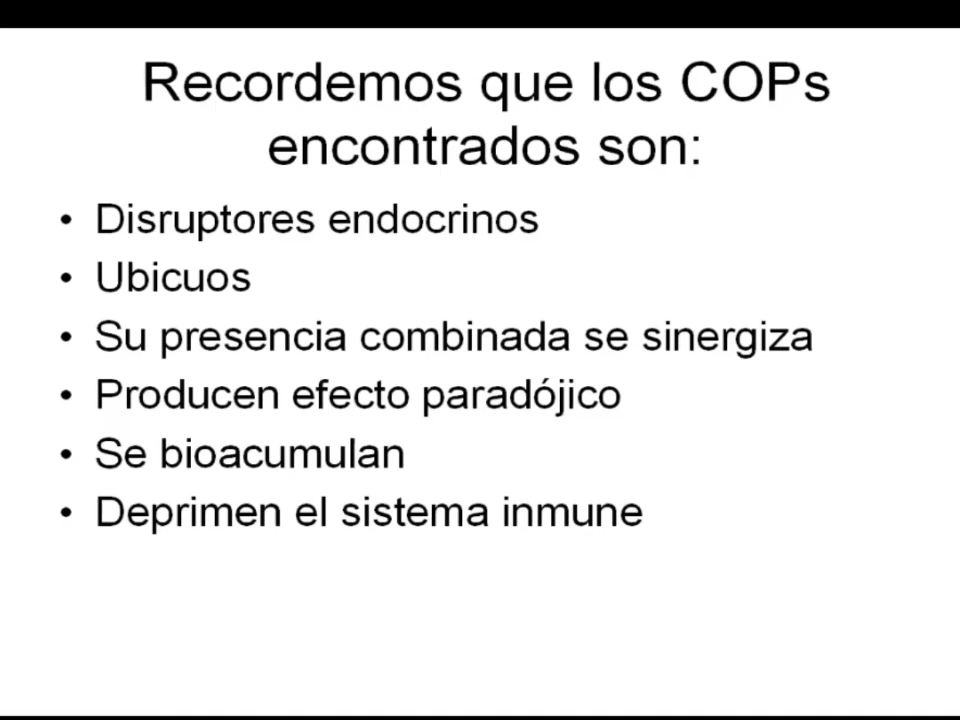 Recordemos que los COPs
encontrados son:
• Disruptores endocrinos
• Ubicuos
• Su presencia combinada se sinergiza
• Producen efecto paradójico
• Se bioacumulan
• Deprimen el sistema inmune